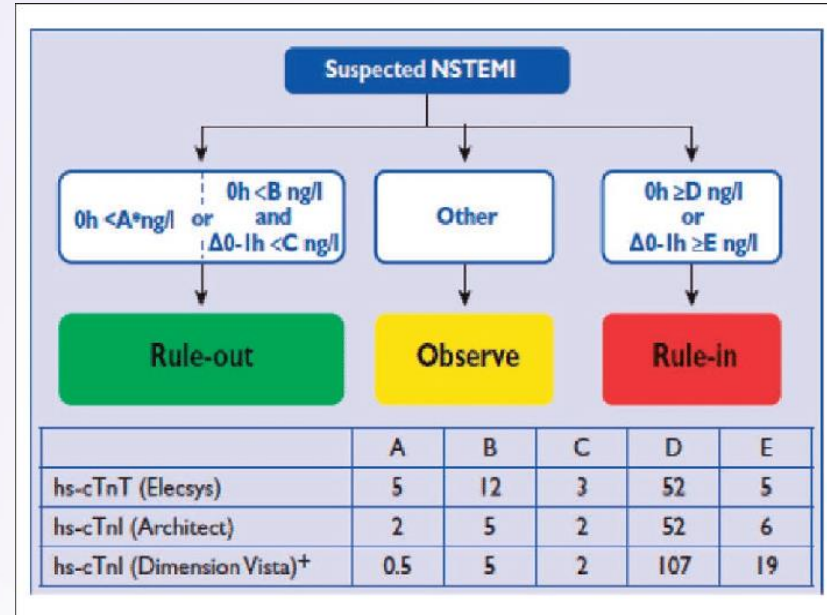 Suspected NSTEMI
0h <A*ng/l or
0h <B ng/l
and
Δ0-1h <C ng/l
Other
0h ≥D ng/l
or
Δ0-1h ≥E ng/l
Rule-out
Observe
Rule-in
A B C D E
hs-cTnT (Elecsys) 5 12 3 52 5
hs-cTnI (Architect) 2 5 2 52 6
hs-cTnI (Dimension Vista)+ 0.5 5 2 107 19